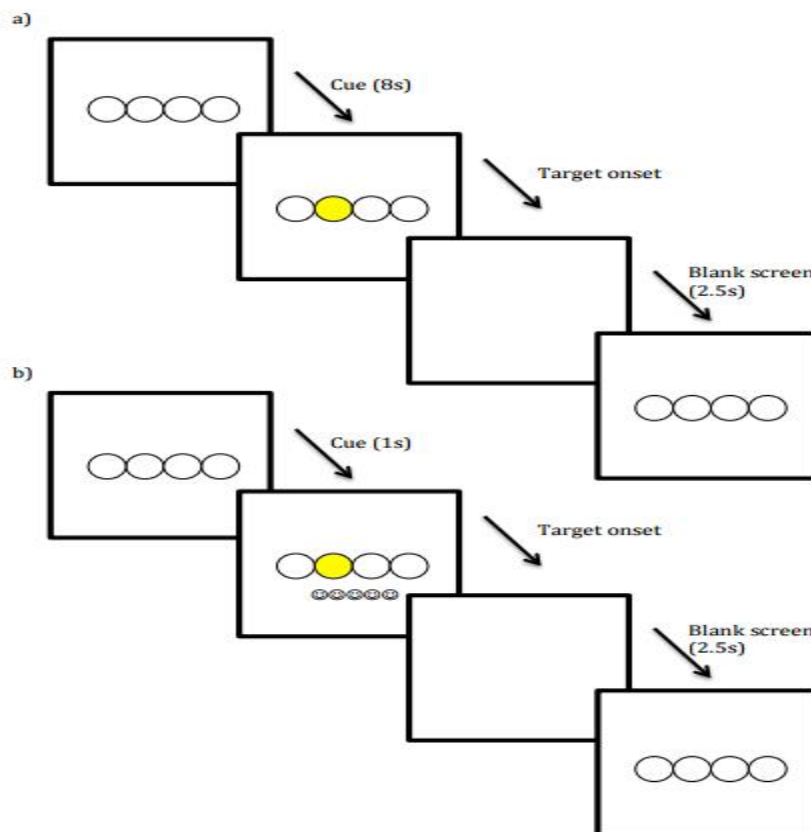 a)
Cue (8s)
Target onset
Blank screen
(2.5s)
b)
Cue (1s)
Target onset
Blank screen
(2.5s)